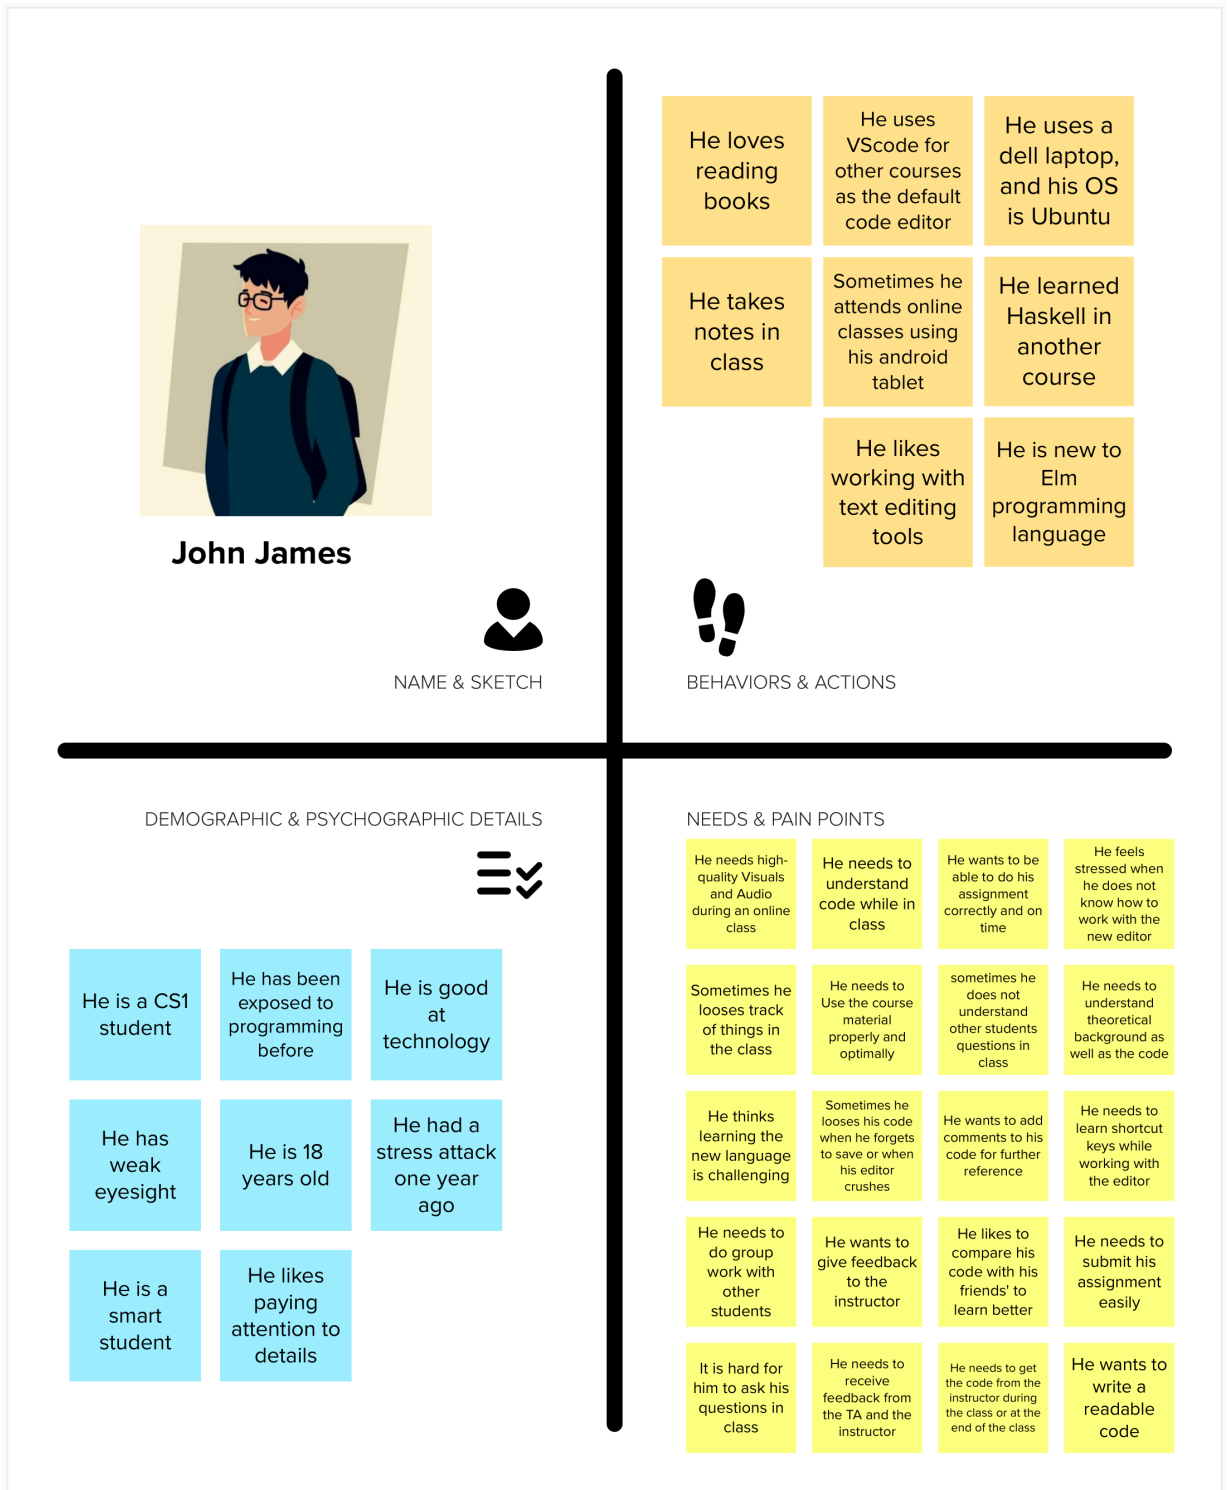 He loves
reading
books
He uses
VScode for
other courses
as the default
code editor
He uses a
dell laptop,
and his OS
is Ubuntu
He takes
notes in
class
Sometimes he
attends online
classes using
his android
tablet
He learned
Haskell in
another
course
He likes
working with
text editing
tools
He is new to
Elm
programming
language
John James
NAME & SKETCH
BEHAVIORS & ACTIONS
DEMOGRAPHIC & PSYCHOGRAPHIC DETAILS
He is a CS1
student
He has been
exposed to
programming
before
He is good
at
technology
He has
weak
eyesight
He is 18
years old
He had a
stress attack
one year
ago
He is a
smart
student
He likes
paying
attention to
details
NEEDS & PAIN POINTS
He needs high-
quality Visuals
and Audio
during an online
class
He needs to
understand
code while in
class
He wants to be
able to do his
assignment
correctly and on
time
He feels
stressed when
he does not
know how to
work with the
new editor
Sometimes he
looses track
of things in
the class
He needs to
Use the course
material
properly and
optimally
sometimes he
does not
understand
other students
questions in
class
He needs to
understand
theoretical
background as
well as the code
He thinks
learning the
new language
is challenging
Sometimes he
looses his code
when he forgets
to save or when
his editor
crushes
He wants to add
comments to his
code for further
reference
He needs to
learn shortcut
keys while
working with
the editor
He needs to
do group
work with
other
students
He wants to
give feedback
to the
instructor
He likes to
compare his
code with his
friends' to
learn better
He needs to
submit his
assignment
easily
It is hard for
him to ask his
questions in
class
He needs to
receive
feedback from
the TA and the
instructor
He needs to get
the code from the
instructor during
the class or at the
end of the class
He wants to
write a
readable
code